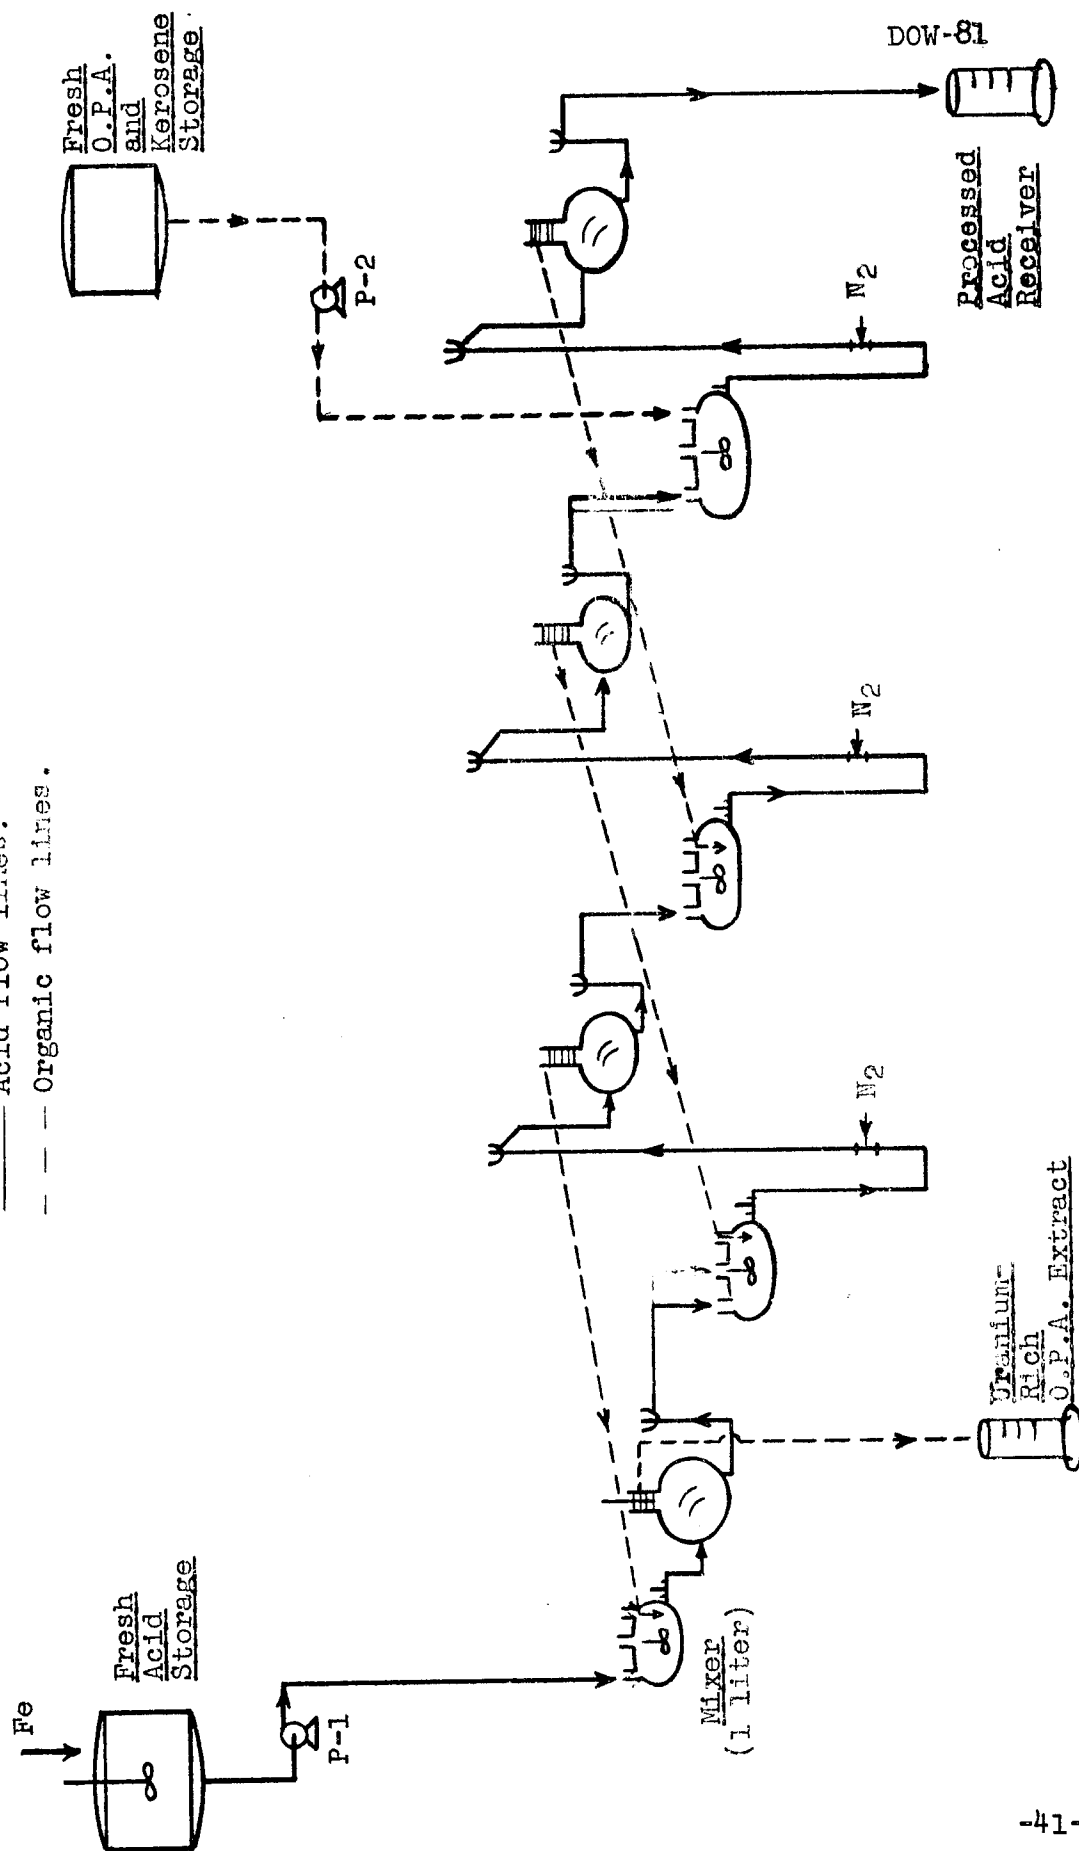 DOW-81
Acid flow lines.
Organic flow lines.
Fresh
O.P.A.
and
Kerosene
Storage
P-2
N2
Processed
Acid
Receiver
N2
N2
Uranium-
Rich
O.P.A. Extract
Fe
Fresh
Acid
Storage
P-1
Mixer
(1 liter)
-41-